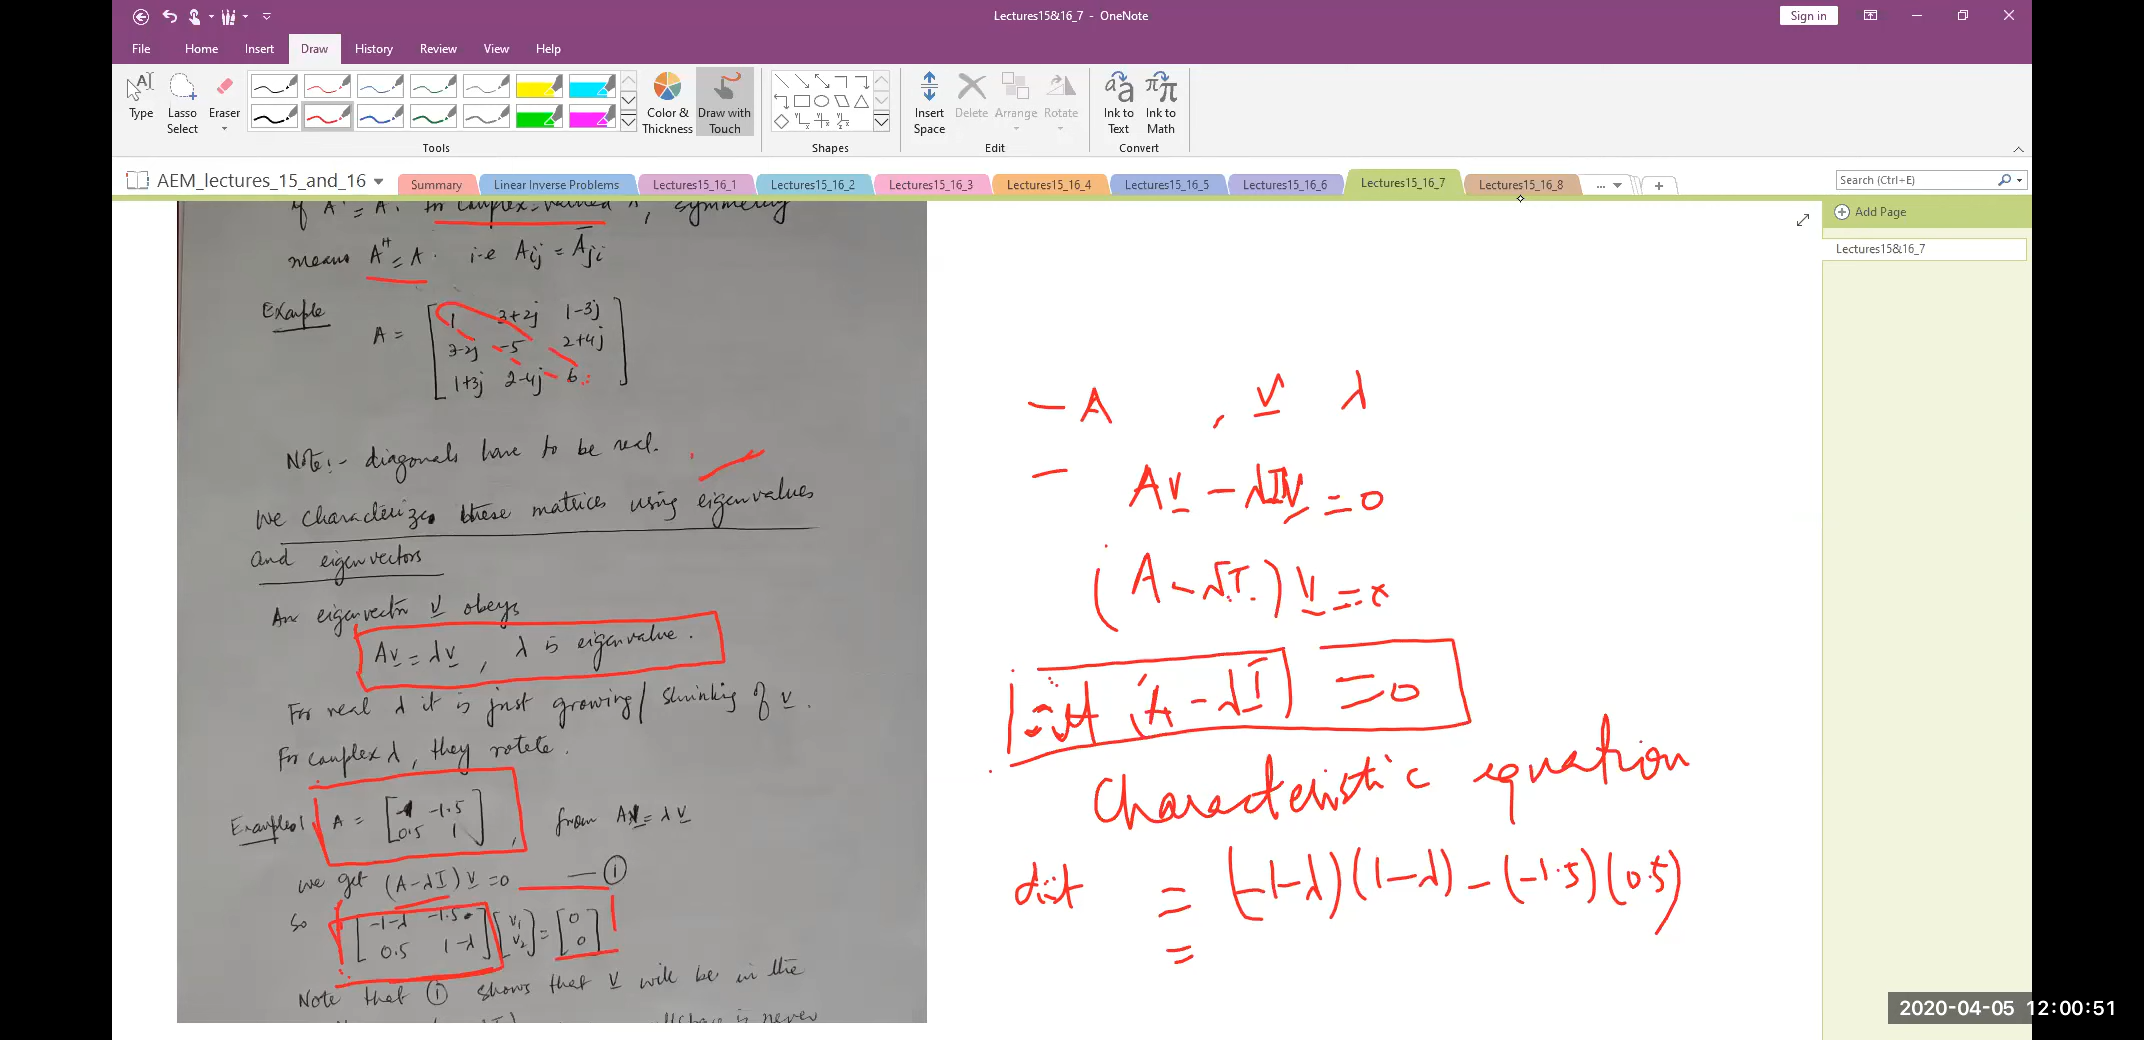 Lectures15&16_7 - OneNote
Sign in
File Home Insert Draw History Review View Help
Type
Lasso Select
Eraser
Color & Thickness
Draw with Touch
Insert Space
Delete
Arrange
Rotate
Ink to Text
Ink to Math
Tools
Shapes
Edit
Convert
AEM_lectures_15_and_16
Summary
Linear Inverse Problems
Lectures15_16_1
Lectures15_16_2
Lectures15_16_3
Lectures15_16_4
Lectures15_16_5
Lectures15_16_6
Lectures15_16_7
Lectures15_16_8
...
Search (Ctrl+E)
Add Page
Lectures15&16_7
means A^H = A. i.e A_ij = Ā_ji
Example
A = [ 1 3+2j 1-3j
3-2j -5 2+4j
1+3j 2-4j 6 ]
Note:- diagonals have to be real.
We characterize these matrices using eigenvalues
and eigenvectors
An eigenvector v obeys
Av = λv, λ is eigenvalue.
For real λ it is just growing/shrinking of v.
For complex λ, they rotate.
Example 1 A = [ -1 -1.5
0.5 1 ], from Av = λv
we get (A-λI)v=0 — ①
So [ -1-λ -1.5
0.5 1-λ ] [ v1
v2 ] = [ 0
0 ]
Note that ① shows that v will be in the
- A , v λ
- Av - λIv = 0
(A - λI) v =
(A - λI) = 0
Characteristic equation
= (-1-λ)(1-λ) - (-1.5)(0.5)
=
2020-04-05 12:00:51